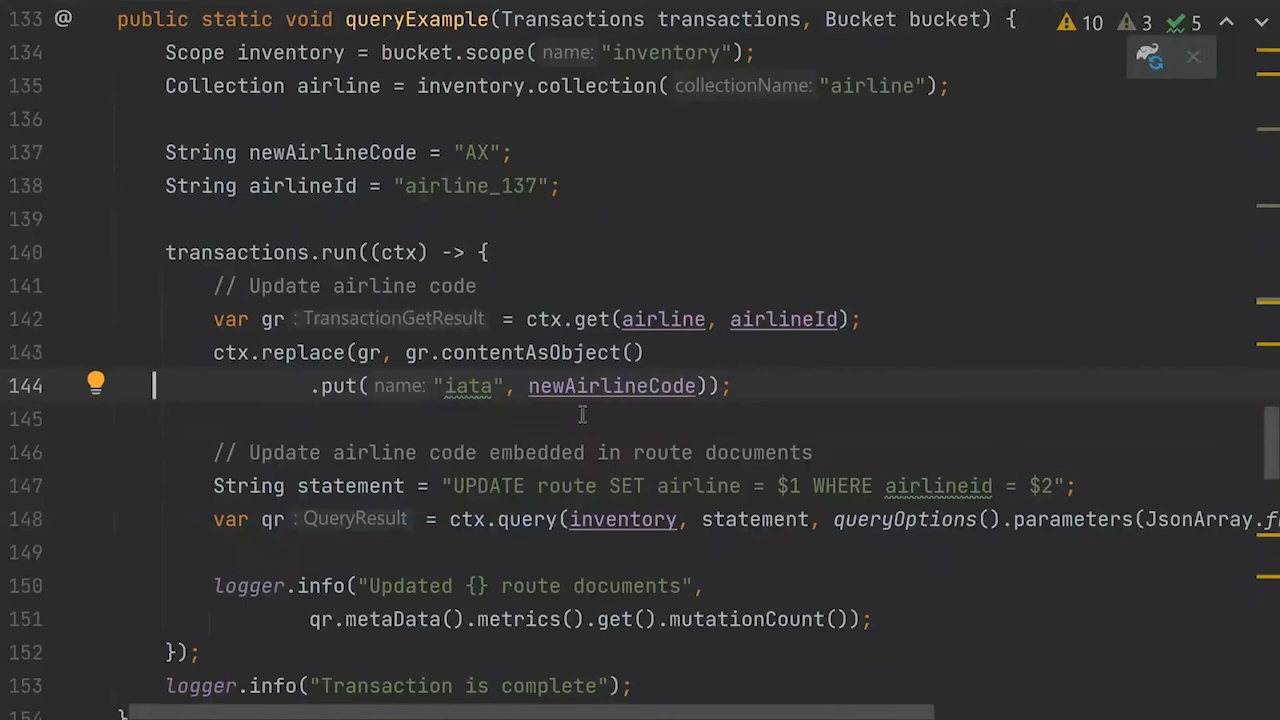 133 @ public static void queryExample(Transactions transactions, Bucket bucket) { 10 3 5
134 Scope inventory = bucket.scope( name: "inventory");
135 Collection airline = inventory.collection( collectionName: "airline");
136
137 String newAirlineCode = "AX";
138 String airlineId = "airline_137";
139
140 transactions.run((ctx) -> {
141 // Update airline code
142 var gr : TransactionGetResult = ctx.get(airline, airlineId);
143 ctx.replace(gr, gr.contentAsObject()
144 .put( name: "iata", newAirlineCode));
145
146 // Update airline code embedded in route documents
147 String statement = "UPDATE route SET airline = $1 WHERE airlineid = $2";
148 var qr : QueryResult = ctx.query(inventory, statement, queryOptions().parameters(JsonArray.f
149
150 logger.info("Updated {} route documents",
151 qr.metaData().metrics().get().mutationCount());
152 });
153 logger.info("Transaction is complete");
154 }